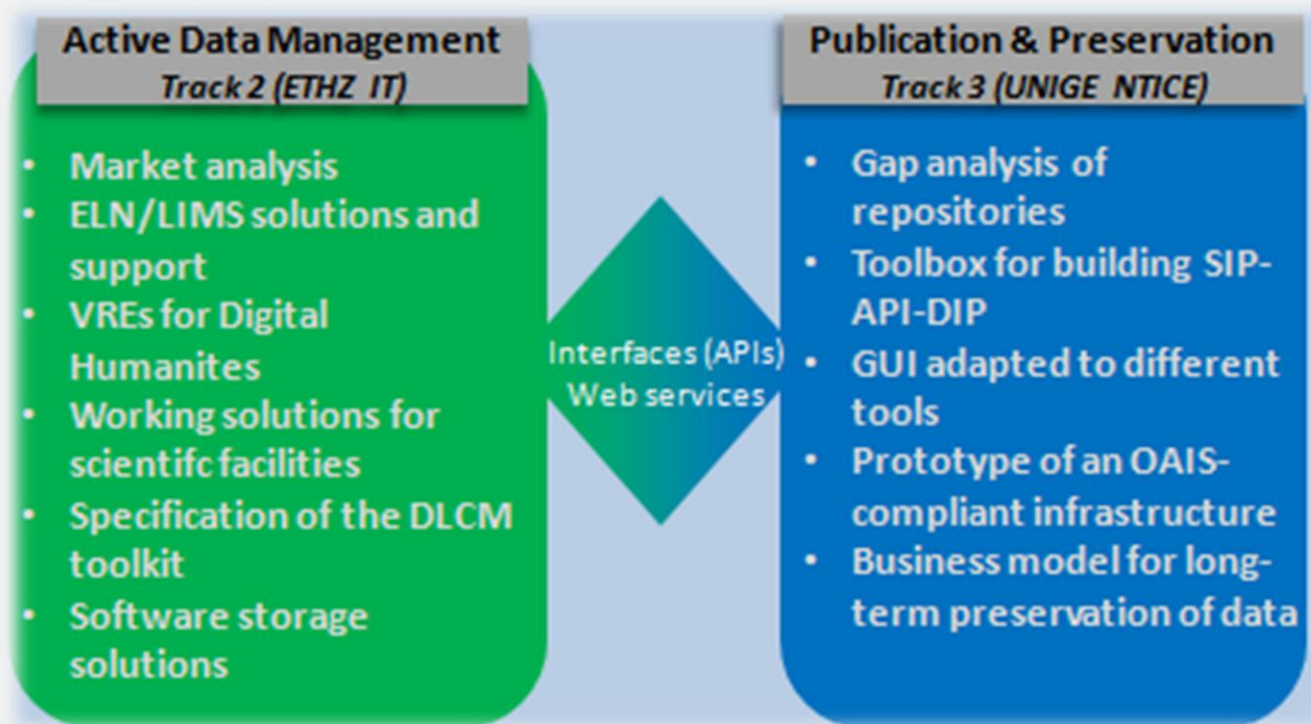 Active Data Management
Track 2 (ETHZ IT)
• Market analysis
• ELN/LIMS solutions and
support
• VREs for Digital
Humanites
• Working solutions for
scientifc facilities
• Specification of the DLCM
toolkit
• Software storage
solutions
Interfaces (APIs)
Web services
Publication & Preservation
Track 3 (UNIGE NTICE)
• Gap analysis of
repositories
• Toolbox for building SIP-
API-DIP
• GUI adapted to different
tools
• Prototype of an OAIS-
compliant infrastructure
• Business model for long-
term preservation of data